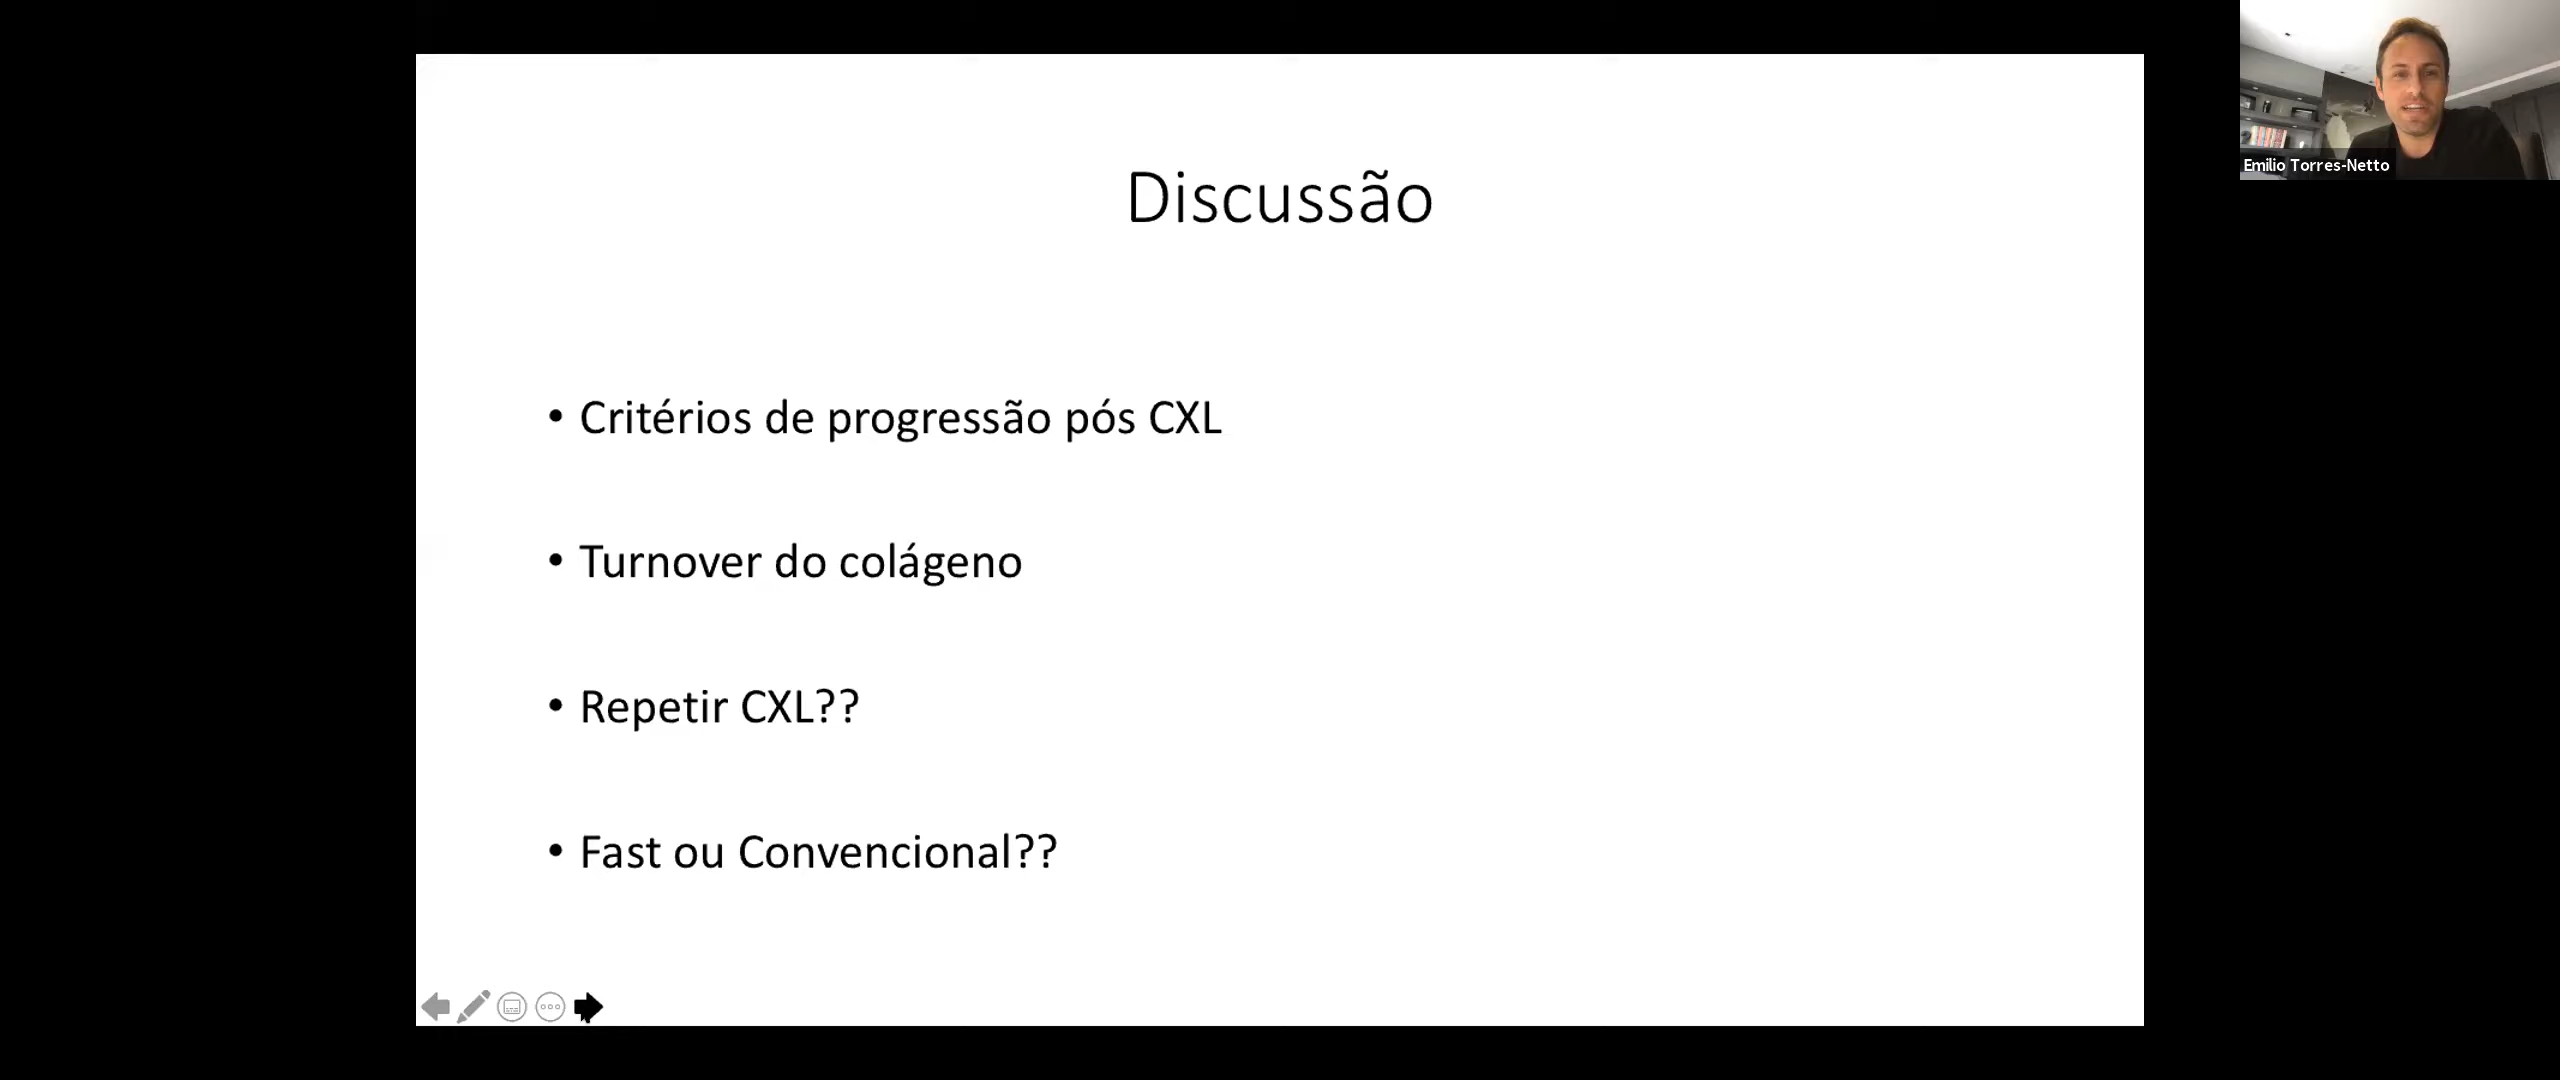 Discussão
• Critérios de progressão pós CXL
• Turnover do colágeno
• Repetir CXL??
• Fast ou Convencional??
Emilio Torres-Netto